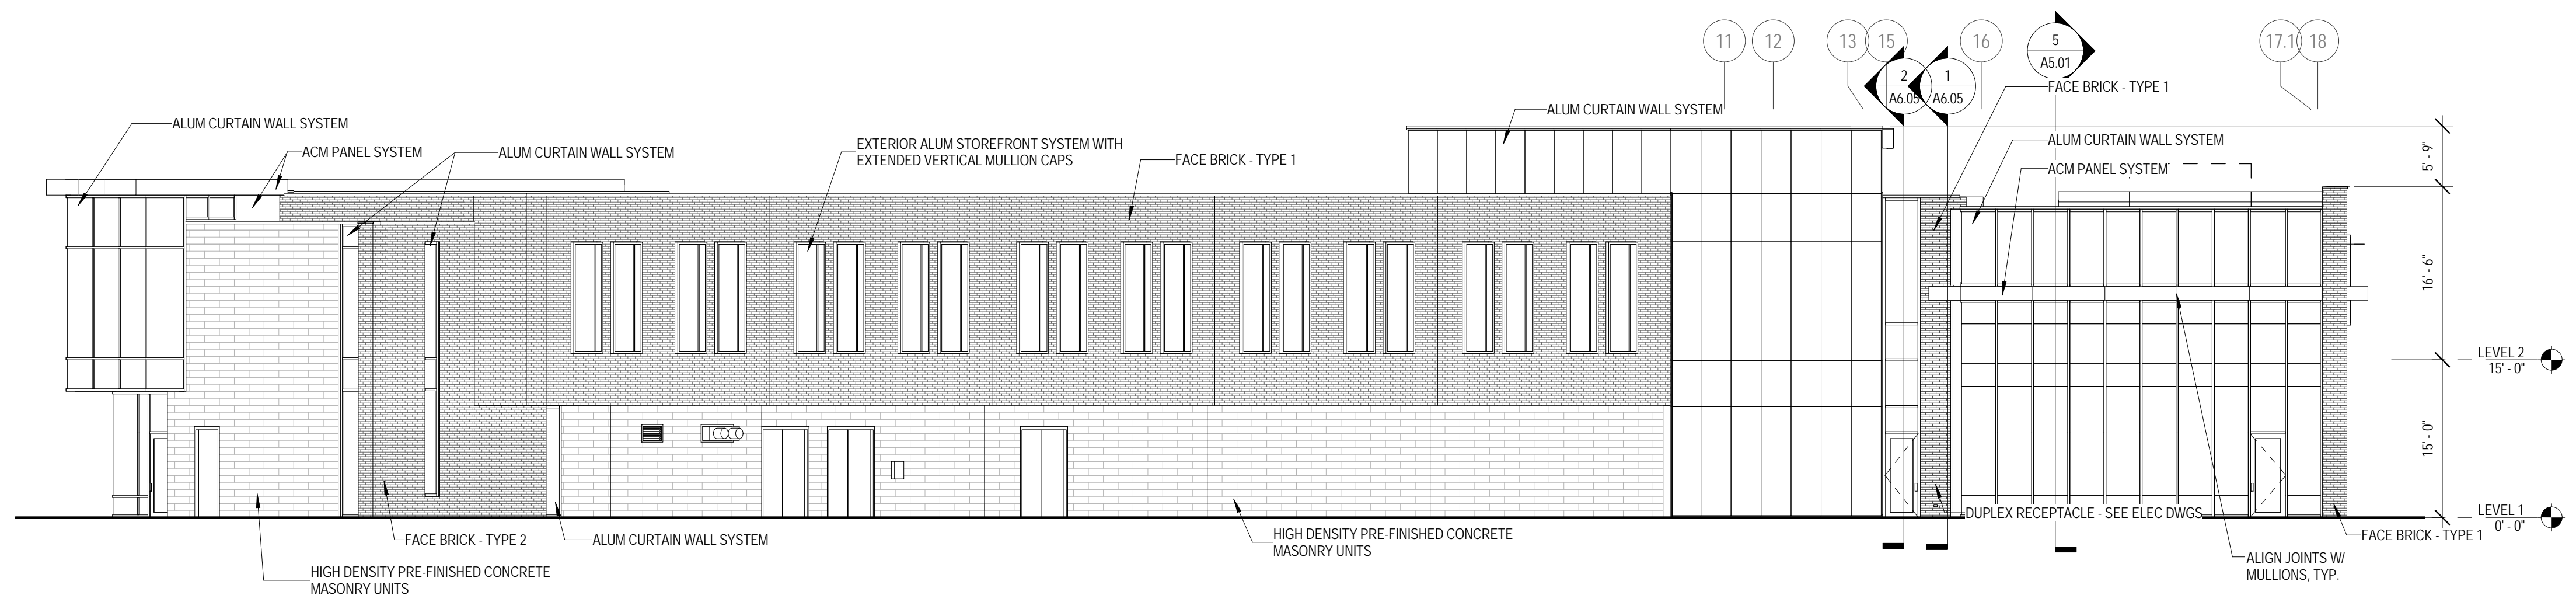 11
12
13
15
16
5
A5.01
17.1
18
2
A6.05
1
A6.05
FACE BRICK - TYPE 1
ALUM CURTAIN WALL SYSTEM
ALUM CURTAIN WALL SYSTEM
ACM PANEL SYSTEM
ALUM CURTAIN WALL SYSTEM
EXTERIOR ALUM STOREFRONT SYSTEM WITH
EXTENDED VERTICAL MULLION CAPS
FACE BRICK - TYPE 1
ALUM CURTAIN WALL SYSTEM
ACM PANEL SYSTEM
5' - 9"
16' - 6"
15' - 0"
LEVEL 2
15' - 0"
LEVEL 1
0' - 0"
DUPLEX RECEPTACLE - SEE ELEC DWGS
FACE BRICK - TYPE 1
FACE BRICK - TYPE 2
ALUM CURTAIN WALL SYSTEM
HIGH DENSITY PRE-FINISHED CONCRETE
MASONRY UNITS
HIGH DENSITY PRE-FINISHED CONCRETE
MASONRY UNITS
ALIGN JOINTS W/
MULLIONS, TYP.